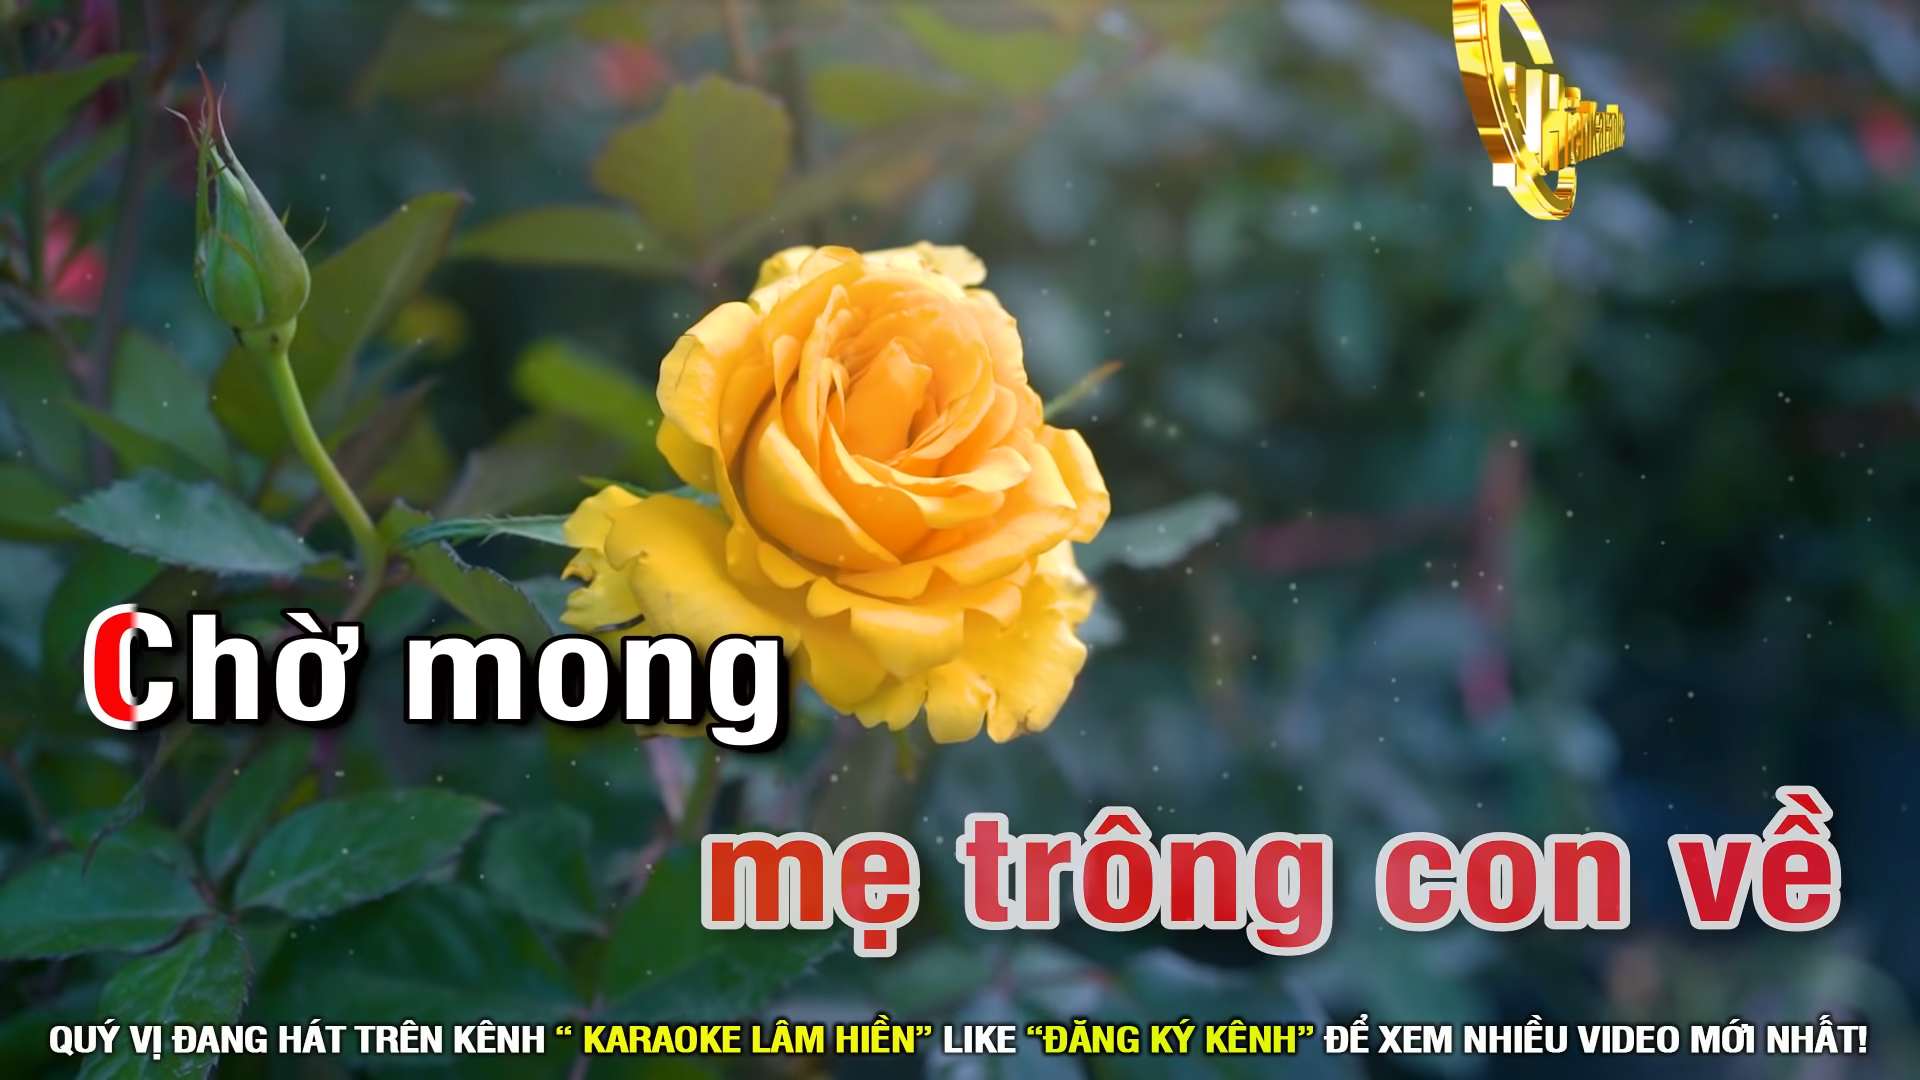 Chờ mong
mẹ trông con về
QUÝ VỊ ĐANG HÁT TRÊN KÊNH “ KARAOKE LÂM HIỀN” LIKE “ĐĂNG KÝ KÊNH” ĐỂ XEM NHIỀU VIDEO MỚI NHẤT!